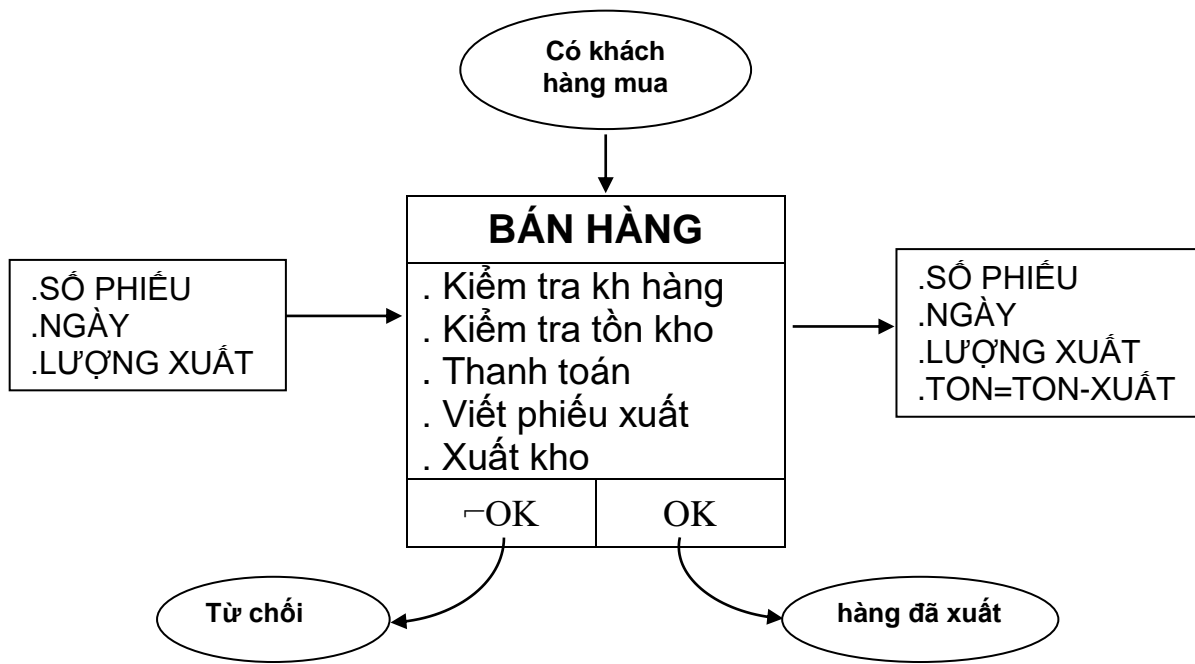 Có khách
hàng mua
BÁN HÀNG
. Kiểm tra kh hàng
. Kiểm tra tồn kho
. Thanh toán
. Viết phiếu xuất
. Xuất kho
¬OK
OK
.SỐ PHIẾU
.NGÀY
.LƯỢNG XUẤT
.SỐ PHIẾU
.NGÀY
.LƯỢNG XUẤT
.TON=TON-XUẤT
Từ chối
hàng đã xuất